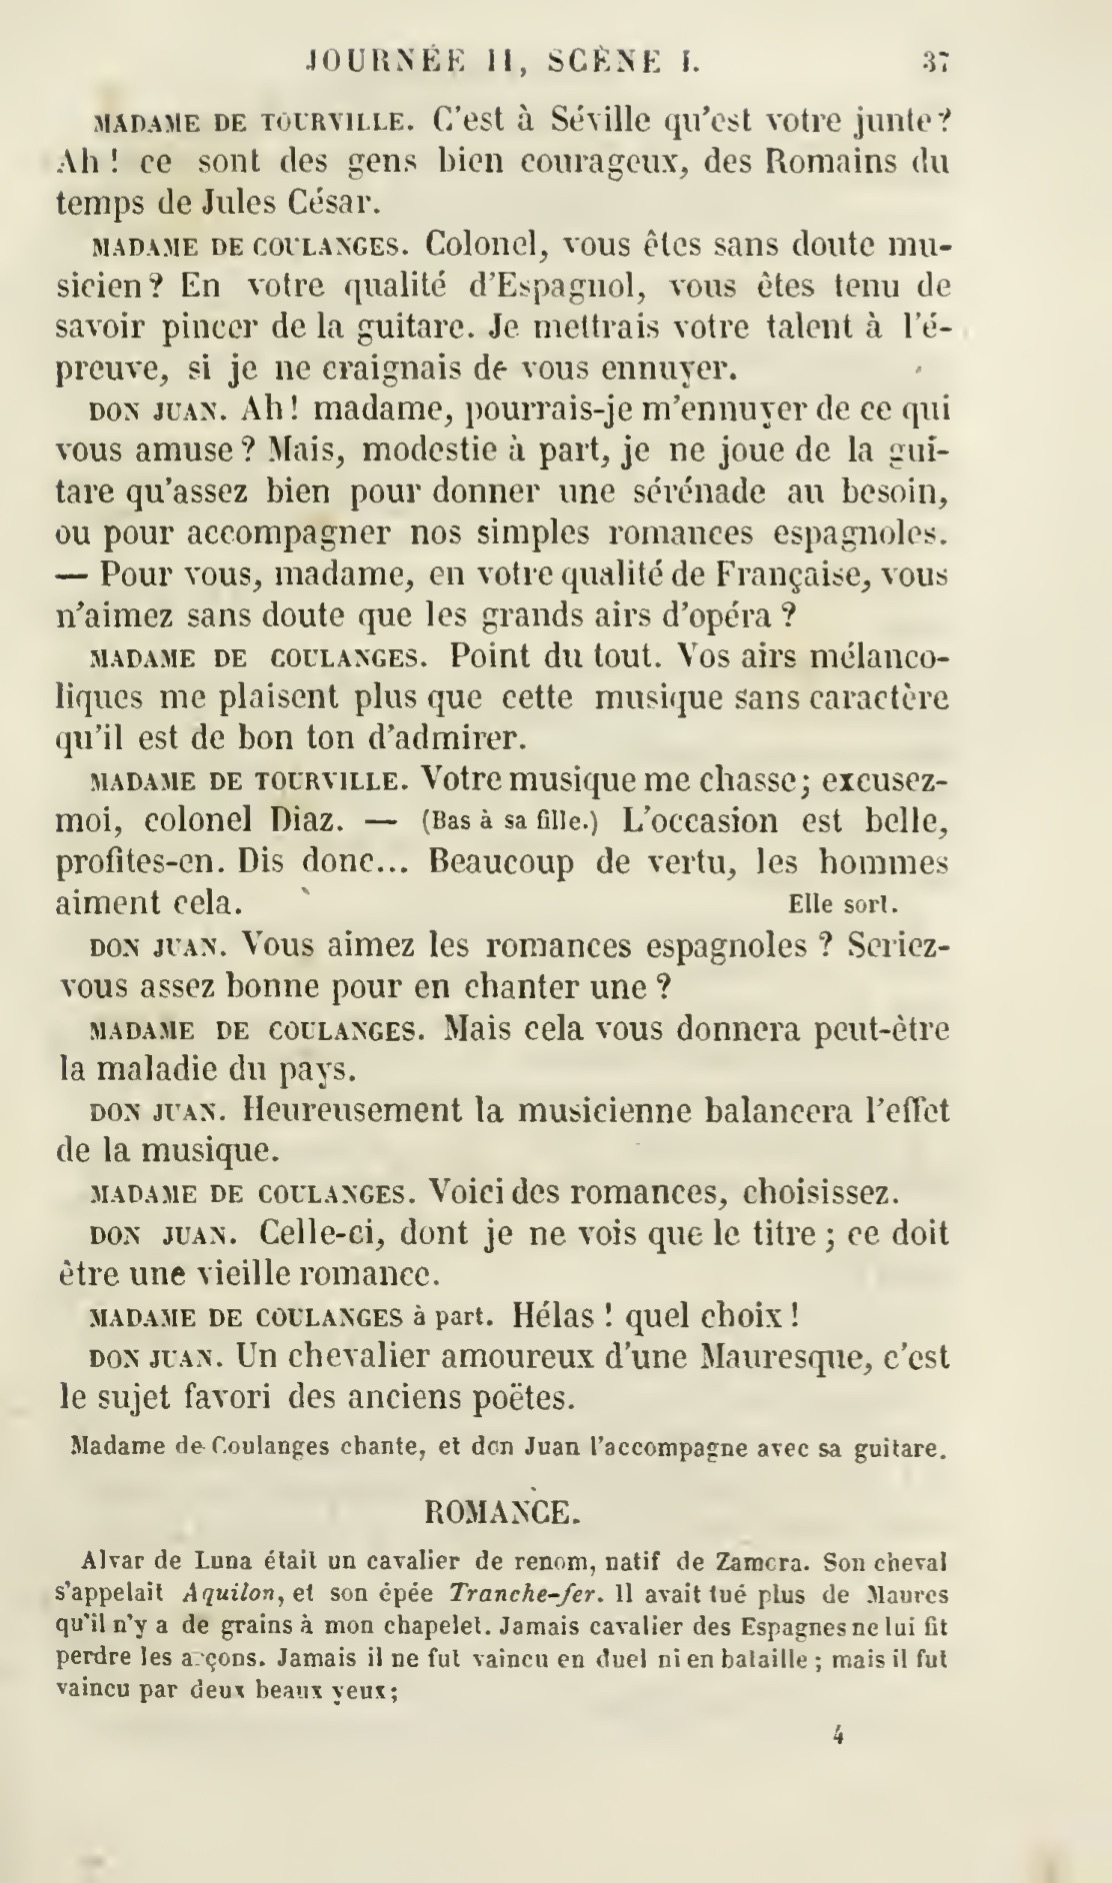 JOURNÉE II, SCÈNE I. 37
MADAME DE TOURVILLE. C'est à Séville qu'est votre junte?
Ah! ce sont des gens bien courageux, des Romains du
temps de Jules César.
MADAME DE COULANGES. Colonel, vous êtes sans doute mu-
sicien? En votre qualité d'Espagnol, vous êtes tenu de
savoir pincer de la guitare. Je mettrais votre talent à l'é-
preuve, si je ne craignais de vous ennuyer.
DON JUAN. Ah! madame, pourrais-je m'ennuyer de ce qui
vous amuse? Mais, modestie à part, je ne joue de la gui-
tare qu'assez bien pour donner une sérénade au besoin,
ou pour accompagner nos simples romances espagnoles.
— Pour vous, madame, en votre qualité de Française, vous
n'aimez sans doute que les grands airs d'opéra?
MADAME DE COULANGES. Point du tout. Vos airs mélanco-
liques me plaisent plus que cette musique sans caractère
qu'il est de bon ton d'admirer.
MADAME DE TOURVILLE. Votre musique me chasse; excusez-
moi, colonel Diaz. — (Bas à sa fille.) L'occasion est belle,
profites-en. Dis donc... Beaucoup de vertu, les hommes
aiment cela. Elle sort.
DON JUAN. Vous aimez les romances espagnoles? Seriez-
vous assez bonne pour en chanter une?
MADAME DE COULANGES. Mais cela vous donnera peut-être
la maladie du pays.
DON JUAN. Heureusement la musicienne balancera l'effet
de la musique.
MADAME DE COULANGES. Voici des romances, choisissez.
DON JUAN. Celle-ci, dont je ne vois que le titre; ce doit
être une vieille romance.
MADAME DE COULANGES à part. Hélas! quel choix!
DON JUAN. Un chevalier amoureux d'une Mauresque, c'est
le sujet favori des anciens poëtes.
Madame de Coulanges chante, et don Juan l'accompagne avec sa guitare.
ROMANCE.
Alvar de Luna était un cavalier de renom, natif de Zamora. Son cheval
s'appelait Aquilon, et son épée Tranche-fer. Il avait tué plus de Maures
qu'il n'y a de grains à mon chapelet. Jamais cavalier des Espagnes ne lui fit
perdre les arçons. Jamais il ne fut vaincu en duel ni en bataille; mais il fut
vaincu par deux beaux yeux;
4